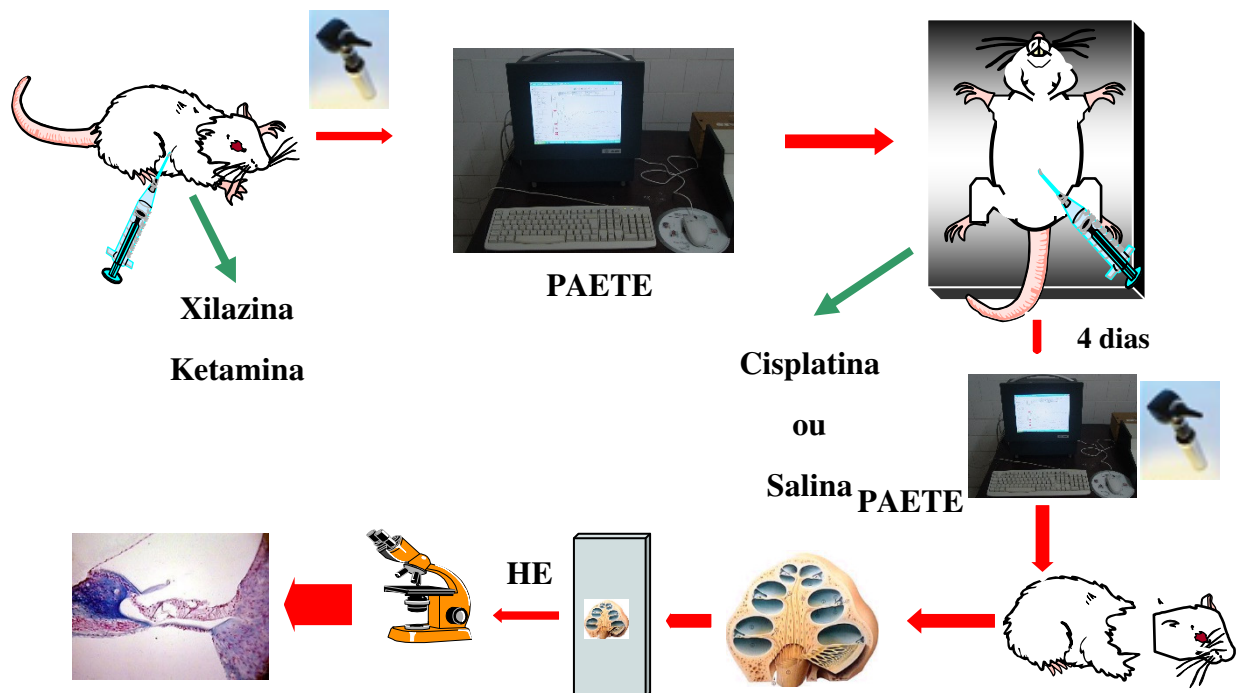 Xilazina
Ketamina
PAETE
Cisplatina
ou
Salina
4 dias
PAETE
HE